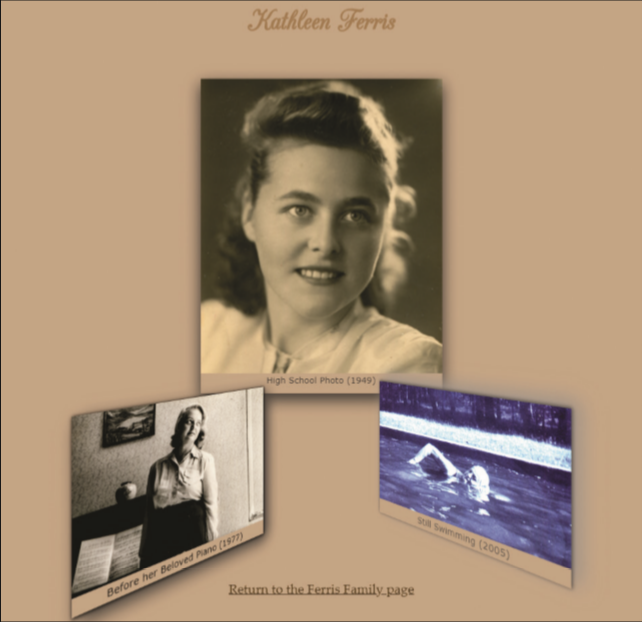 Kathleen Ferris
High School Photo (1949)
Before her Beloved Piano (1977)
Still Swimming (2005)
Return to the Ferris Family page